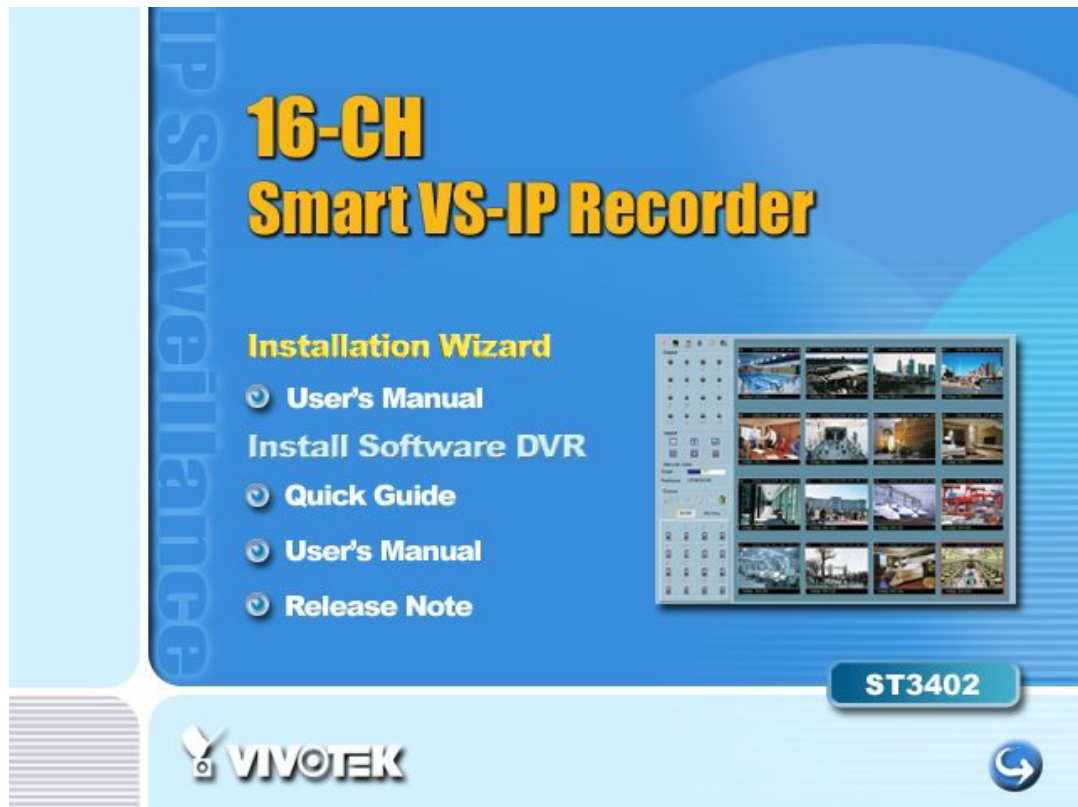 IP Surveillance
16-CH
Smart VS-IP Recorder
Installation Wizard
User's Manual
Install Software DVR
Quick Guide
User's Manual
Release Note
ST3402
VIVOTEK